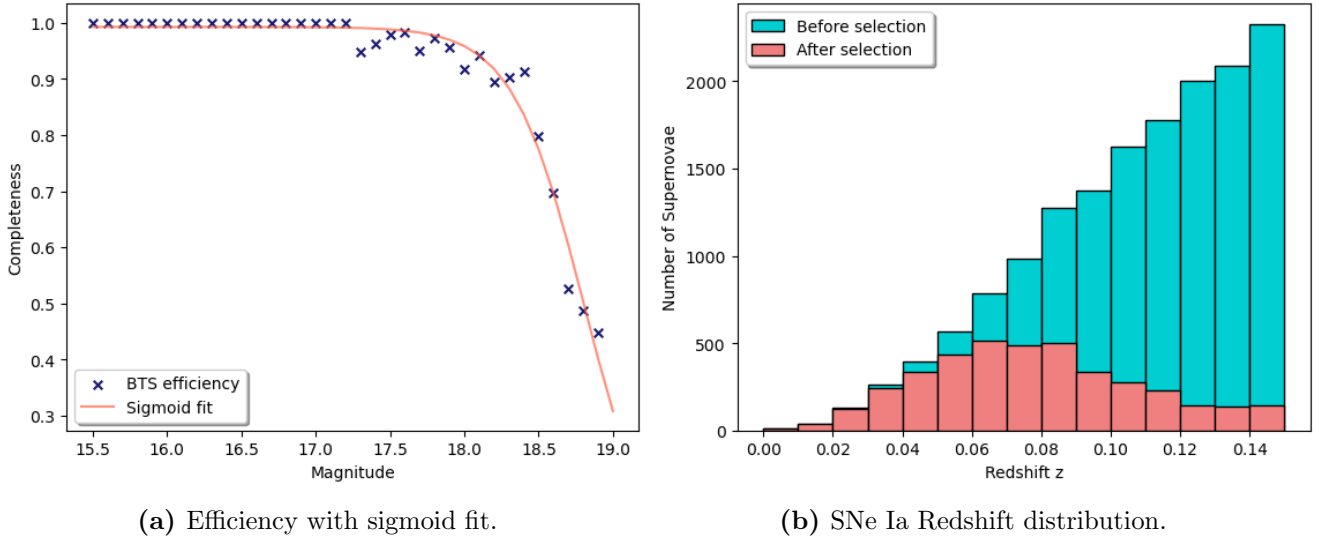 1.0
0.9
0.8
0.7
0.6
0.5
0.4
0.3
Completeness
BTS efficiency
Sigmoid fit
15.5 16.0 16.5 17.0 17.5 18.0 18.5 19.0
Magnitude
(a) Efficiency with sigmoid fit.
Before selection
After selection
2000
1500
1000
500
0
Number of Supernovae
0.00 0.02 0.04 0.06 0.08 0.10 0.12 0.14
Redshift z
(b) SNe Ia Redshift distribution.